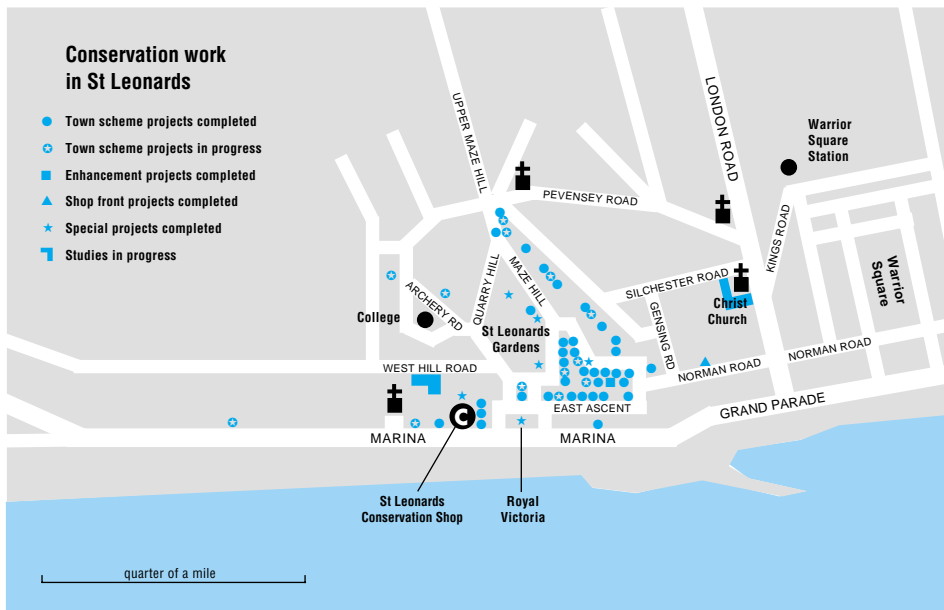 Conservation work
in St Leonards
Town scheme projects completed
Town scheme projects in progress
Enhancement projects completed
Shop front projects completed
Special projects completed
Studies in progress
UPPER MAZE HILL
LONDON ROAD
Warrior
Square
Station
PEVENSEY ROAD
KINGS ROAD
Warrior
Square
QUARRY HILL
MAZE HILL
SILCHESTER ROAD
Christ
Church
ARCHERY RD
College
St Leonards
Gardens
GENSING RD
NORMAN ROAD
NORMAN ROAD
WEST HILL ROAD
EAST ASCENT
GRAND PARADE
MARINA
MARINA
St Leonards
Conservation Shop
Royal
Victoria
quarter of a mile